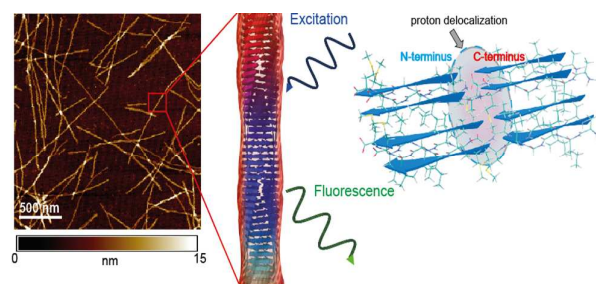 Excitation
proton delocalization
N-terminus C-terminus
Fluorescence
500 nm
0 15
nm